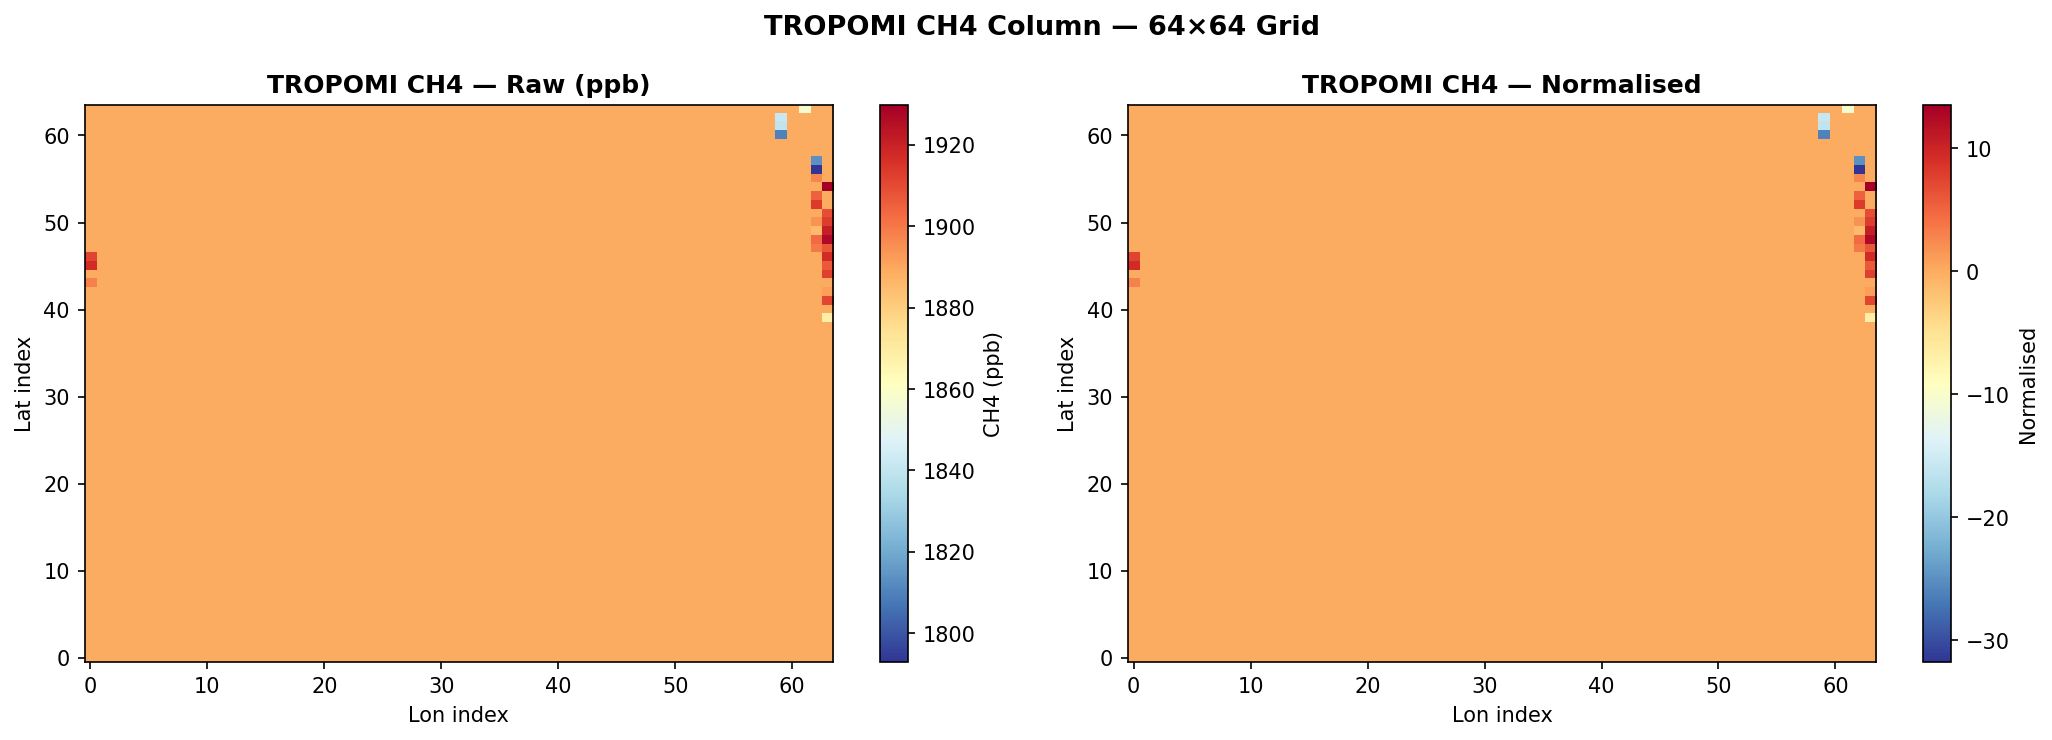 TROPOMI CH4 Column — 64×64 Grid
TROPOMI CH4 — Raw (ppb)
60
50
40
30
20
10
0
Lat index
0 10 20 30 40 50 60
Lon index
1920
1900
1880
1860
1840
1820
1800
CH4 (ppb)
TROPOMI CH4 — Normalised
60
50
40
30
20
10
0
Lat index
0 10 20 30 40 50 60
Lon index
10
0
−10
−20
−30
Normalised